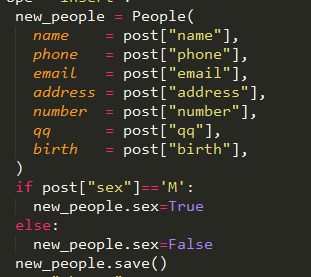 new_people = People(
  name    = post["name"],
  phone   = post["phone"],
  email   = post["email"],
  address = post["address"],
  number  = post["number"],
  qq      = post["qq"],
  birth   = post["birth"],
)
if post["sex"]=='M':
  new_people.sex=True
else:
  new_people.sex=False
new_people.save()